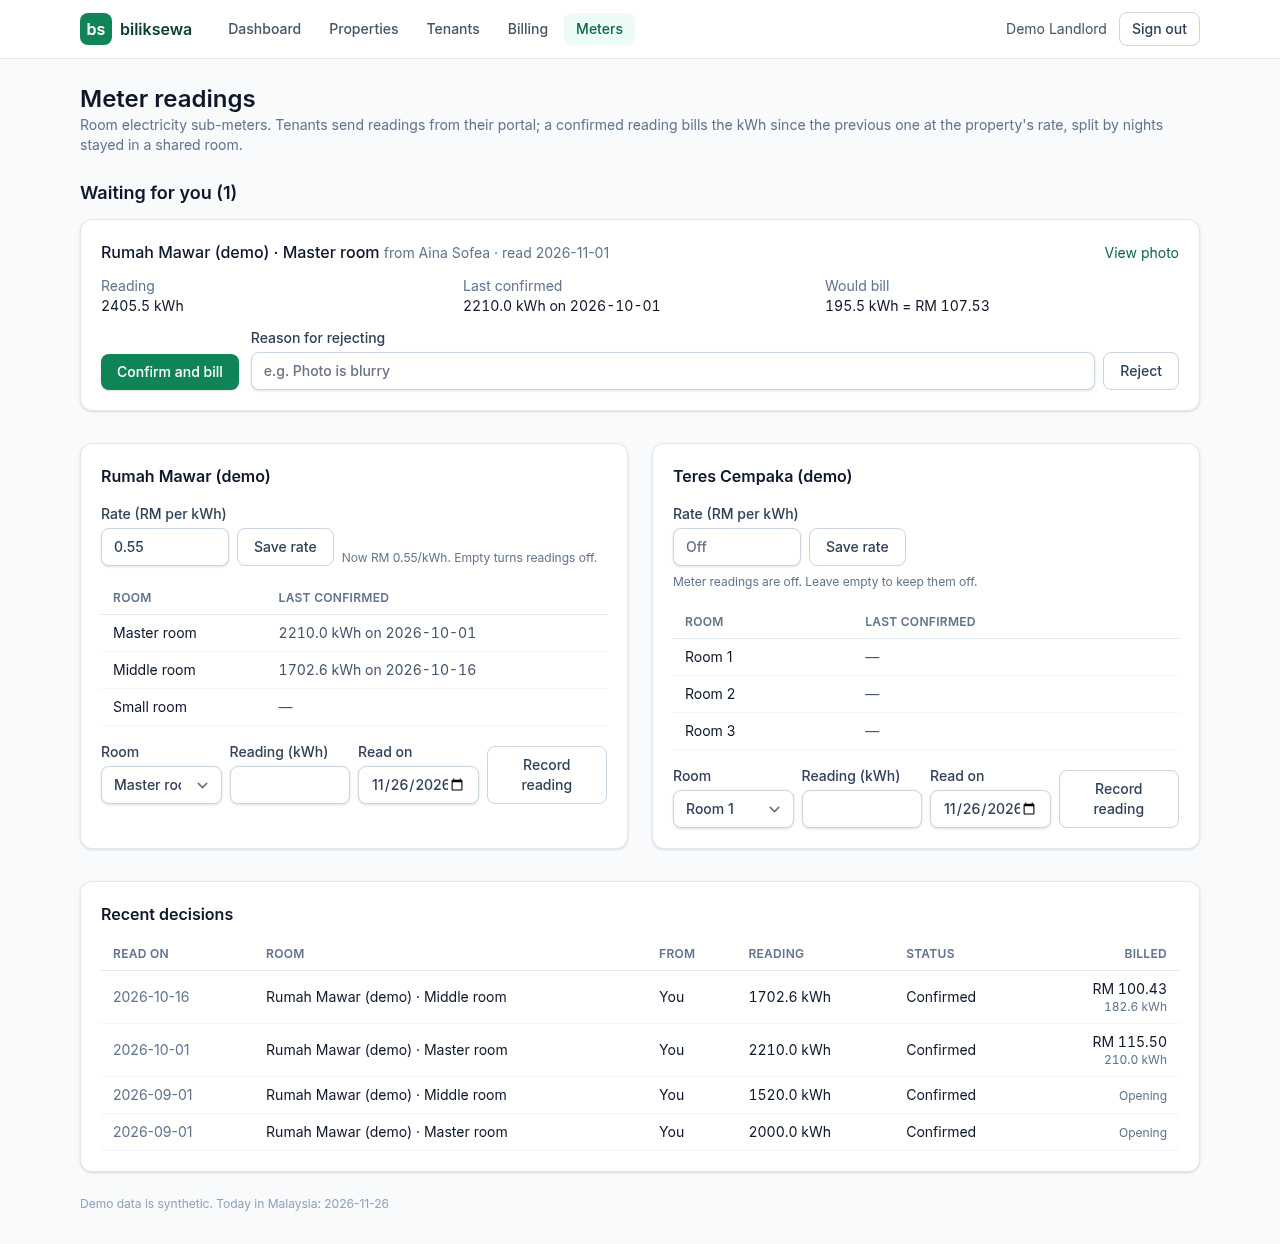 bs biliksewa Dashboard Properties Tenants Billing Meters Demo Landlord Sign out
Meter readings
Room electricity sub-meters. Tenants send readings from their portal; a confirmed reading bills the kWh since the previous one at the property's rate, split by nights
stayed in a shared room.
Waiting for you (1)
Rumah Mawar (demo) · Master room from Aina Sofea · read 2026-11-01 View photo
Reading Last confirmed Would bill
2405.5 kWh 2210.0 kWh on 2026-10-01 195.5 kWh = RM 107.53
Reason for rejecting
Confirm and bill e.g. Photo is blurry Reject
Rumah Mawar (demo)
Rate (RM per kWh)
0.55 Save rate Now RM 0.55/kWh. Empty turns readings off.
ROOM LAST CONFIRMED
Master room 2210.0 kWh on 2026-10-01
Middle room 1702.6 kWh on 2026-10-16
Small room —
Room Reading (kWh) Read on
Master roo 11/26/2026 Record reading
Teres Cempaka (demo)
Rate (RM per kWh)
Off Save rate
Meter readings are off. Leave empty to keep them off.
ROOM LAST CONFIRMED
Room 1 —
Room 2 —
Room 3 —
Room Reading (kWh) Read on
Room 1 11/26/2026 Record reading
Recent decisions
READ ON ROOM FROM READING STATUS BILLED
2026-10-16 Rumah Mawar (demo) · Middle room You 1702.6 kWh Confirmed RM 100.43
182.6 kWh
2026-10-01 Rumah Mawar (demo) · Master room You 2210.0 kWh Confirmed RM 115.50
210.0 kWh
2026-09-01 Rumah Mawar (demo) · Middle room You 1520.0 kWh Confirmed Opening
2026-09-01 Rumah Mawar (demo) · Master room You 2000.0 kWh Confirmed Opening
Demo data is synthetic. Today in Malaysia: 2026-11-26